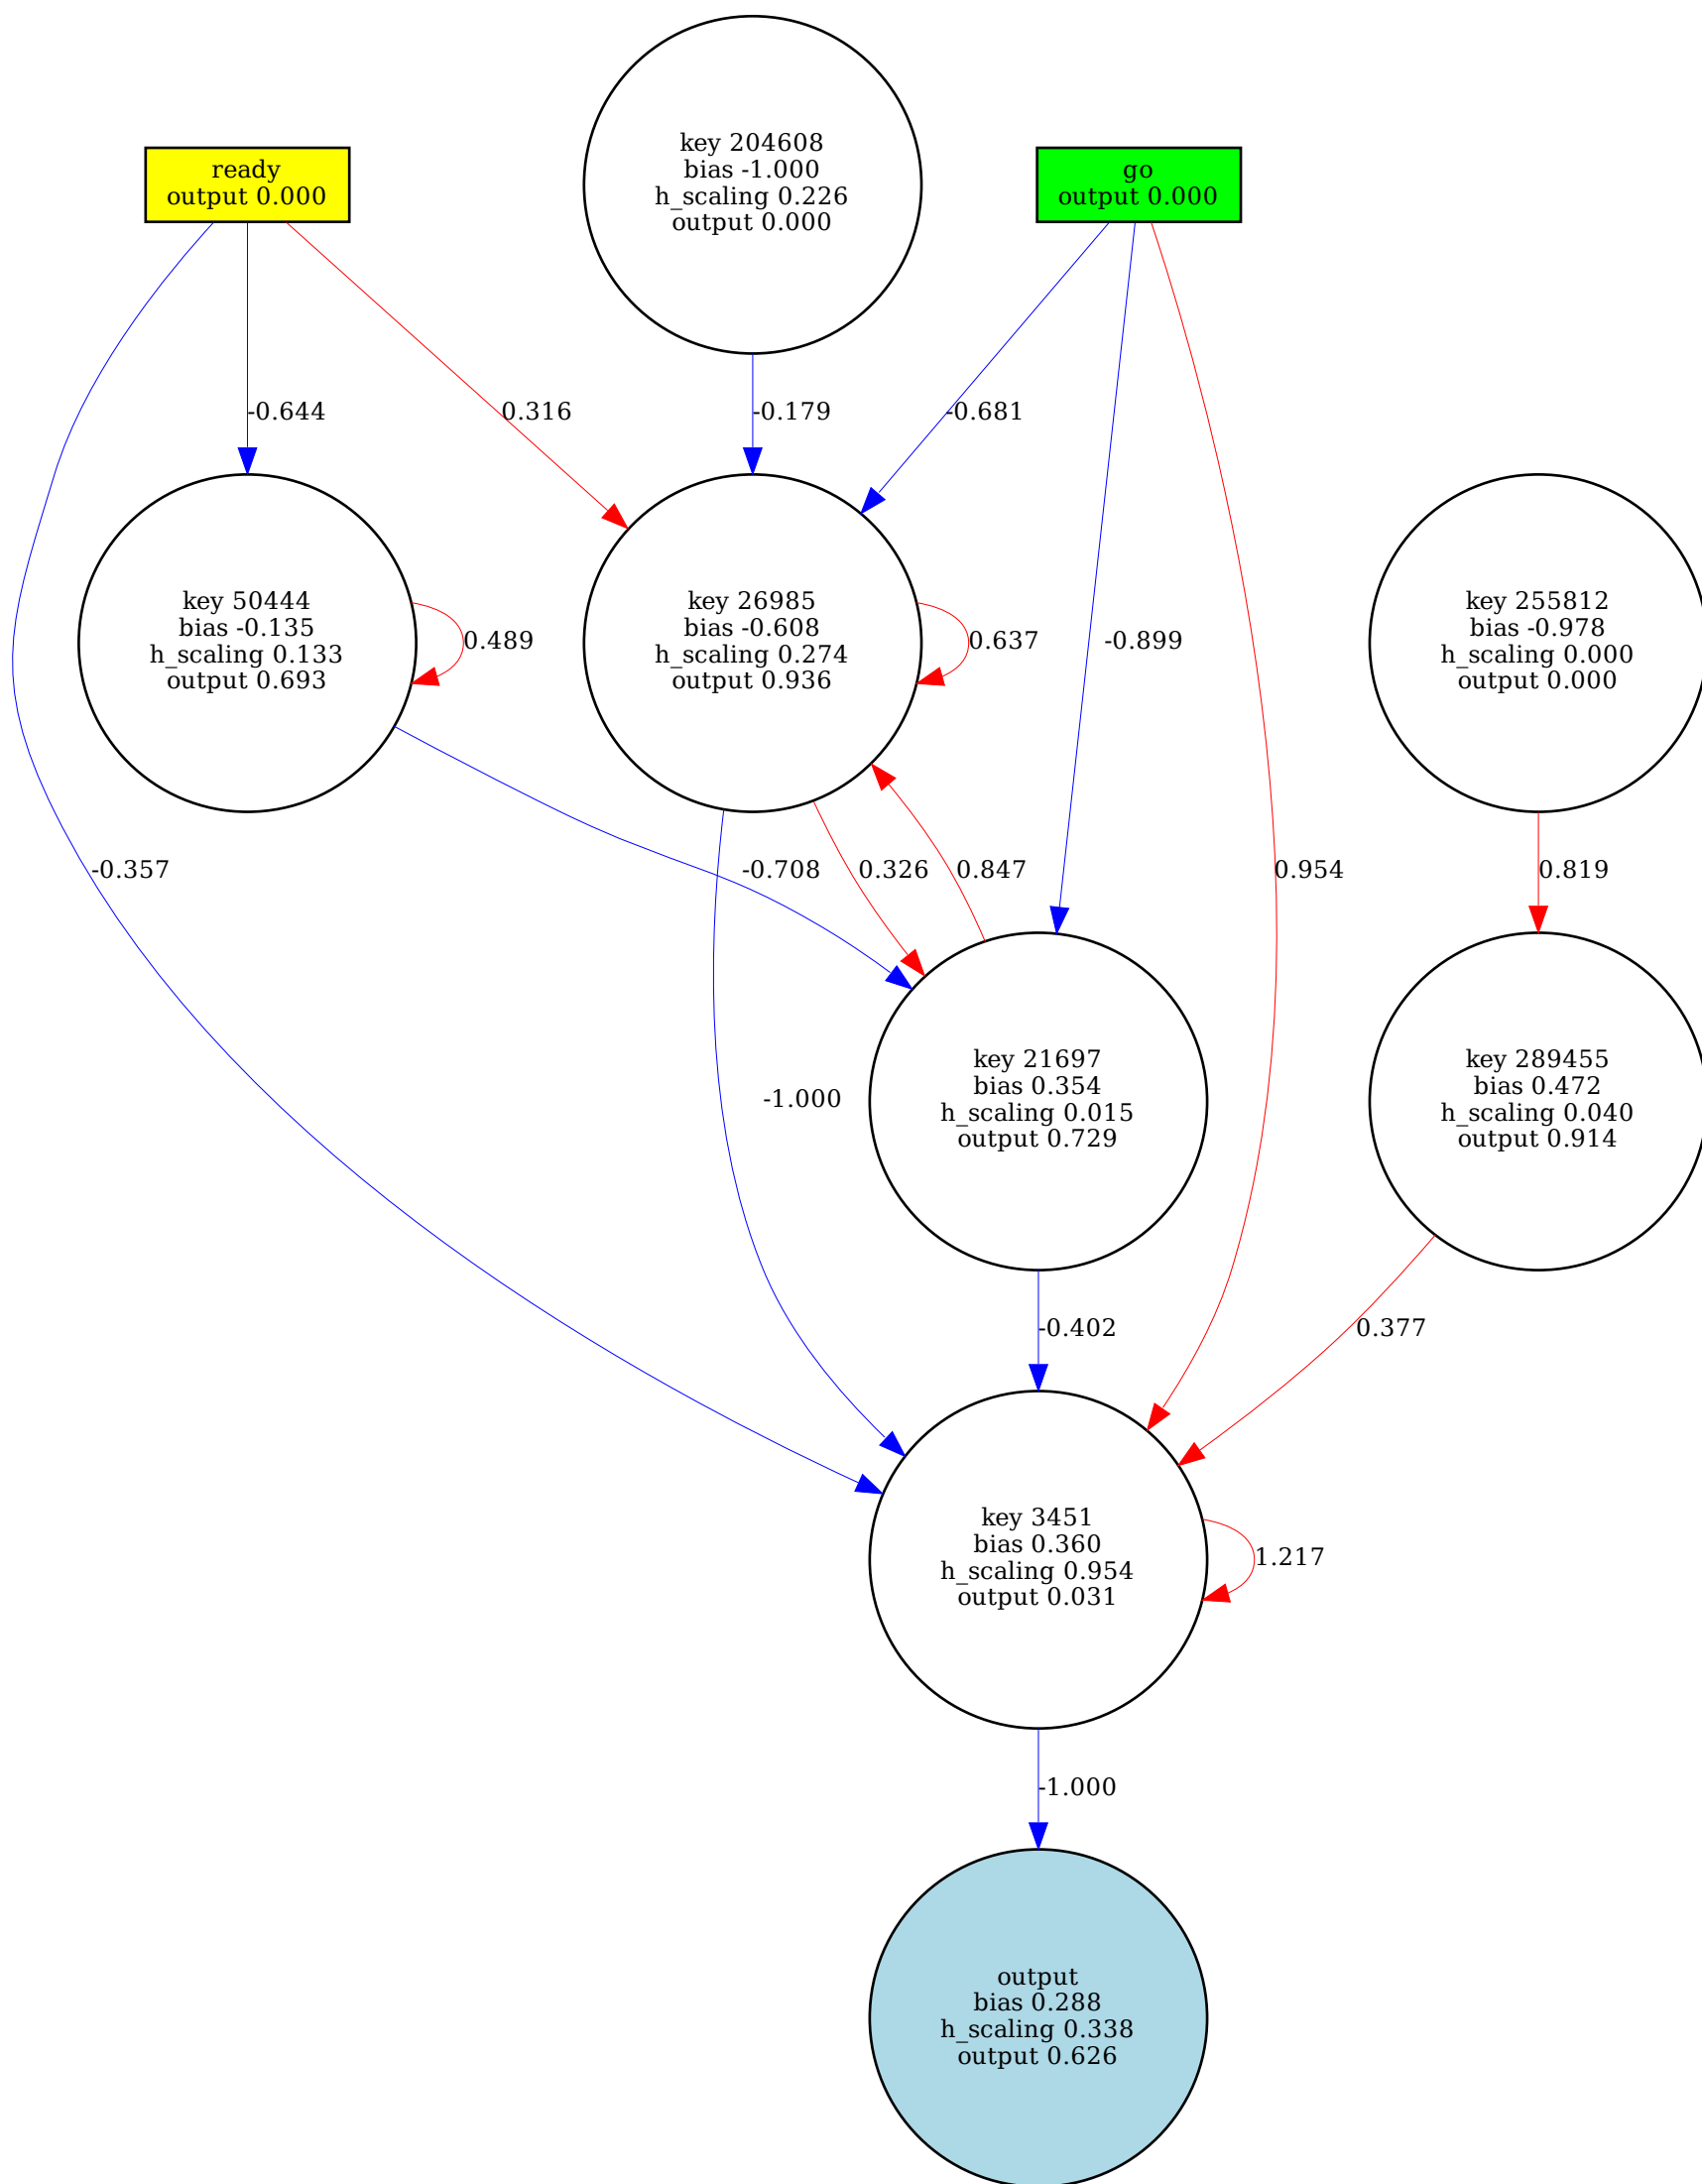 key 204608
bias -1.000
h_scaling 0.226
output 0.000
ready
output 0.000
go
output 0.000
-0.644
0.316
-0.179
-0.681
key 50444
bias -0.135
h_scaling 0.133
output 0.693
0.489
key 26985
bias -0.608
h_scaling 0.274
output 0.936
0.637
-0.899
key 255812
bias -0.978
h_scaling 0.000
output 0.000
-0.357
-0.708
0.326
0.847
0.954
0.819
-1.000
key 21697
bias 0.354
h_scaling 0.015
output 0.729
key 289455
bias 0.472
h_scaling 0.040
output 0.914
-0.402
0.377
key 3451
bias 0.360
h_scaling 0.954
output 0.031
1.217
-1.000
output
bias 0.288
h_scaling 0.338
output 0.626